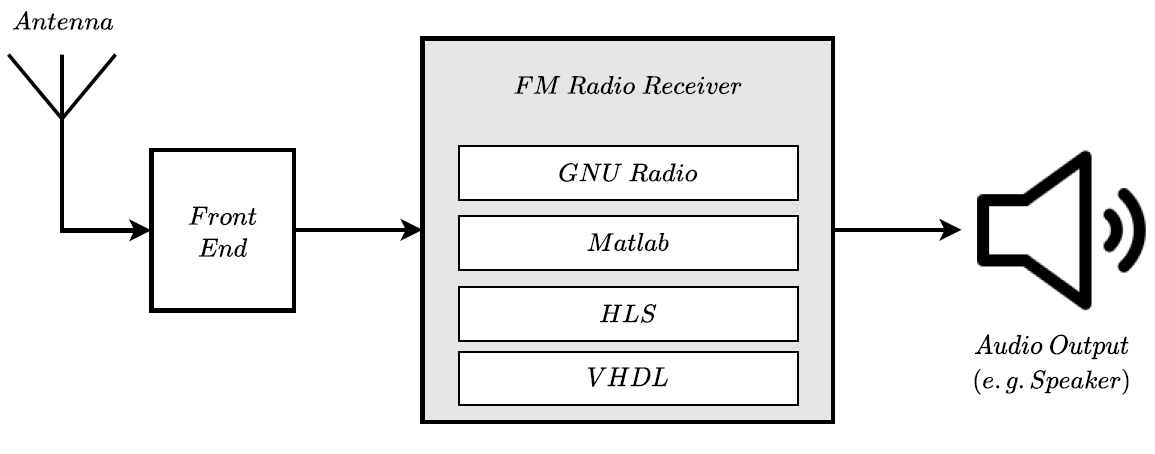 Antenna
Front
End
FM Radio Receiver
GNU Radio
Matlab
HLS
VHDL
Audio Output
(e.g. Speaker)